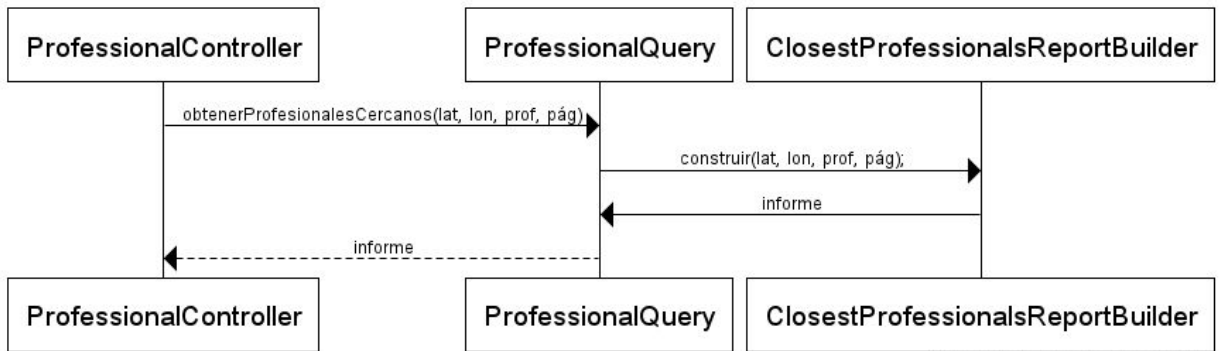 ProfessionalController
ProfessionalQuery
ClosestProfessionalsReportBuilder
obtenerProfesionalesCercanos(lat, lon, prof, pág)
construir(lat, lon, prof, pág);
informe
informe
ProfessionalController
ProfessionalQuery
ClosestProfessionalsReportBuilder